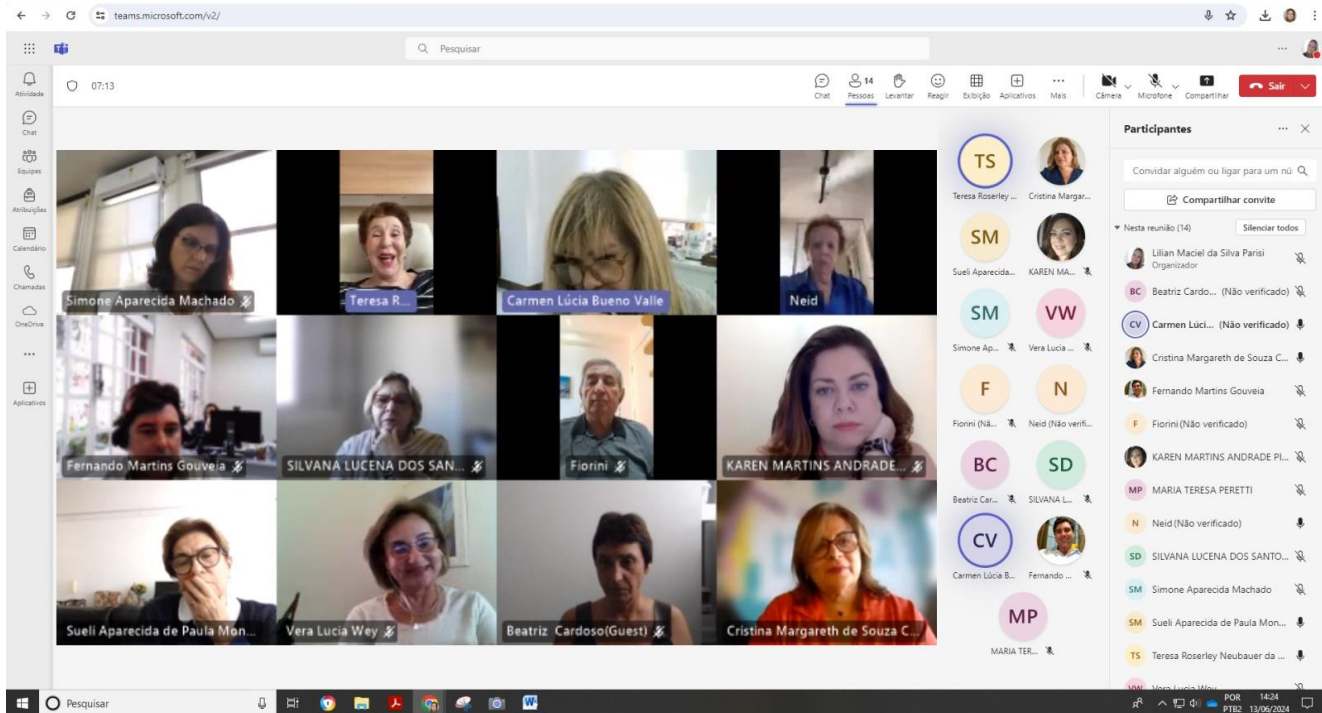 teams.microsoft.com/v2/
Pesquisar
07:13
Chat
14
Pessoas
Levantar
Reagir
Exibição
Aplicativos
Mais
Câmera
Microfone
Compartilhar
Sair
Atividade
Chat
Equipes
Atribuições
Calendário
Chamadas
OneDrive
Aplicativos
Simone Aparecida Machado
Teresa R...
Carmen Lúcia Bueno Valle
Neid
Fernando Martins Gouveia
SILVANA LUCENA DOS SAN...
Fiorini
KAREN MARTINS ANDRADE...
Sueli Aparecida de Paula Mon...
Vera Lucia Wey
Beatriz Cardoso(Guest)
Cristina Margareth de Souza C...
TS
Teresa Roserley ...
Cristina Margar...
SM
Sueli Aparecida...
KAREN MA...
SM
Simone Ap...
VW
Vera Lucia ...
F
Fiorini (Nã...
N
Neid (Não verifi...
BC
Beatriz Car...
SD
SILVANA L...
CV
Carmen Lúcia B...
Fernando ...
MP
MARIA TER...
Participantes
Convidar alguém ou ligar para um nú
Compartilhar convite
Nesta reunião (14)
Silenciar todos
Lilian Maciel da Silva Parisi
Organizador
BC Beatriz Cardo... (Não verificado)
CV Carmen Lúci... (Não verificado)
Cristina Margareth de Souza C...
Fernando Martins Gouveia
F Fiorini (Não verificado)
KAREN MARTINS ANDRADE PI...
MP MARIA TERESA PERETTI
N Neid (Não verificado)
SD SILVANA LUCENA DOS SANTO...
SM Simone Aparecida Machado
SM Sueli Aparecida de Paula Mon...
TS Teresa Roserley Neubauer da ...
VW Vera Lucia Wey
Pesquisar
POR
PTB2
14:24
13/06/2024